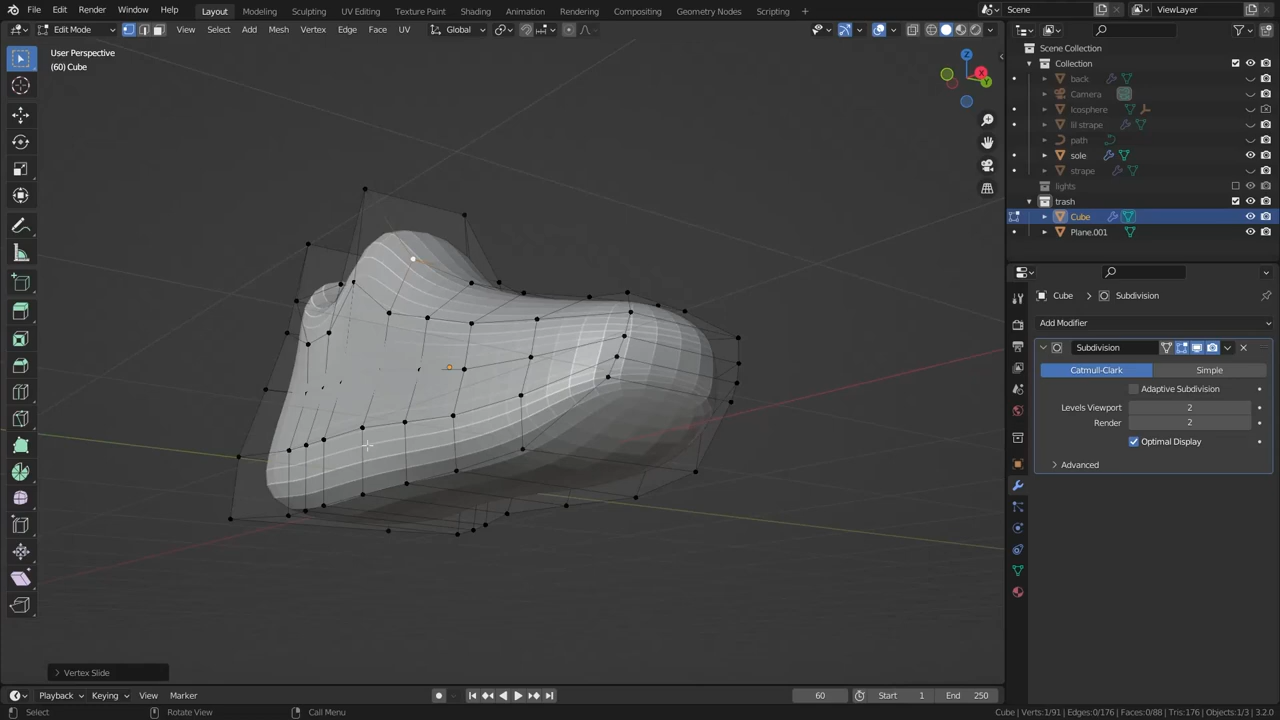 File Edit Render Window Help Layout Modeling Sculpting UV Editing Texture Paint Shading Animation Rendering Compositing Geometry Nodes Scripting Scene ViewLayer
Edit Mode View Select Add Mesh Vertex Edge Face UV Global
User Perspective
(60) Cube
Z
X
Y
Scene Collection
Collection
back
Camera
Icosphere
lil strape
path
sole
strape
lights
trash
Cube
Plane.001
Cube Subdivision
Add Modifier
Subdivision
Catmull-Clark Simple
Adaptive Subdivision
Levels Viewport 2
Render 2
Optimal Display
Advanced
Vertex Slide
Playback Keying View Marker 60 Start 1 End 250
Select Rotate View Call Menu Cube | Verts:1/91 | Edges:0/176 | Faces:0/88 | Tris:176 | Objects:1/3 | 3.2.0